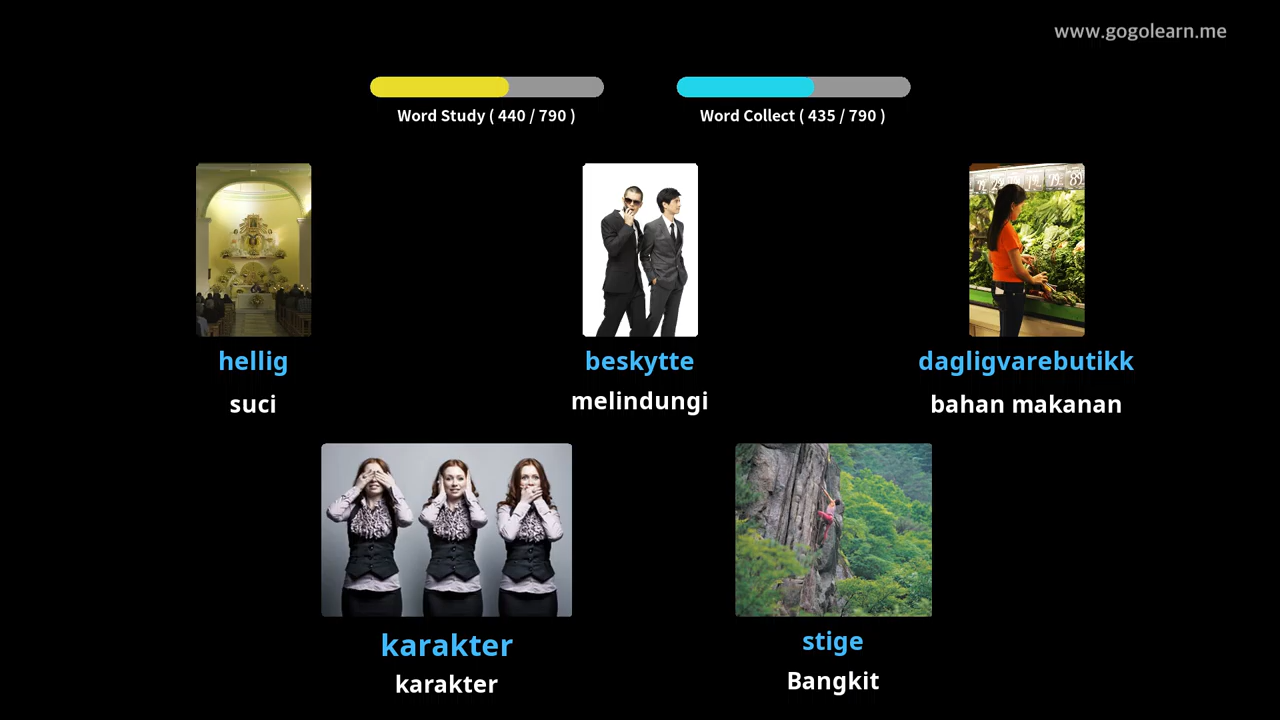 www.gogolearn.me
Word Study ( 440 / 790 )
Word Collect ( 435 / 790 )
hellig
suci
beskytte
melindungi
dagligvarebutikk
bahan makanan
karakter
karakter
stige
Bangkit